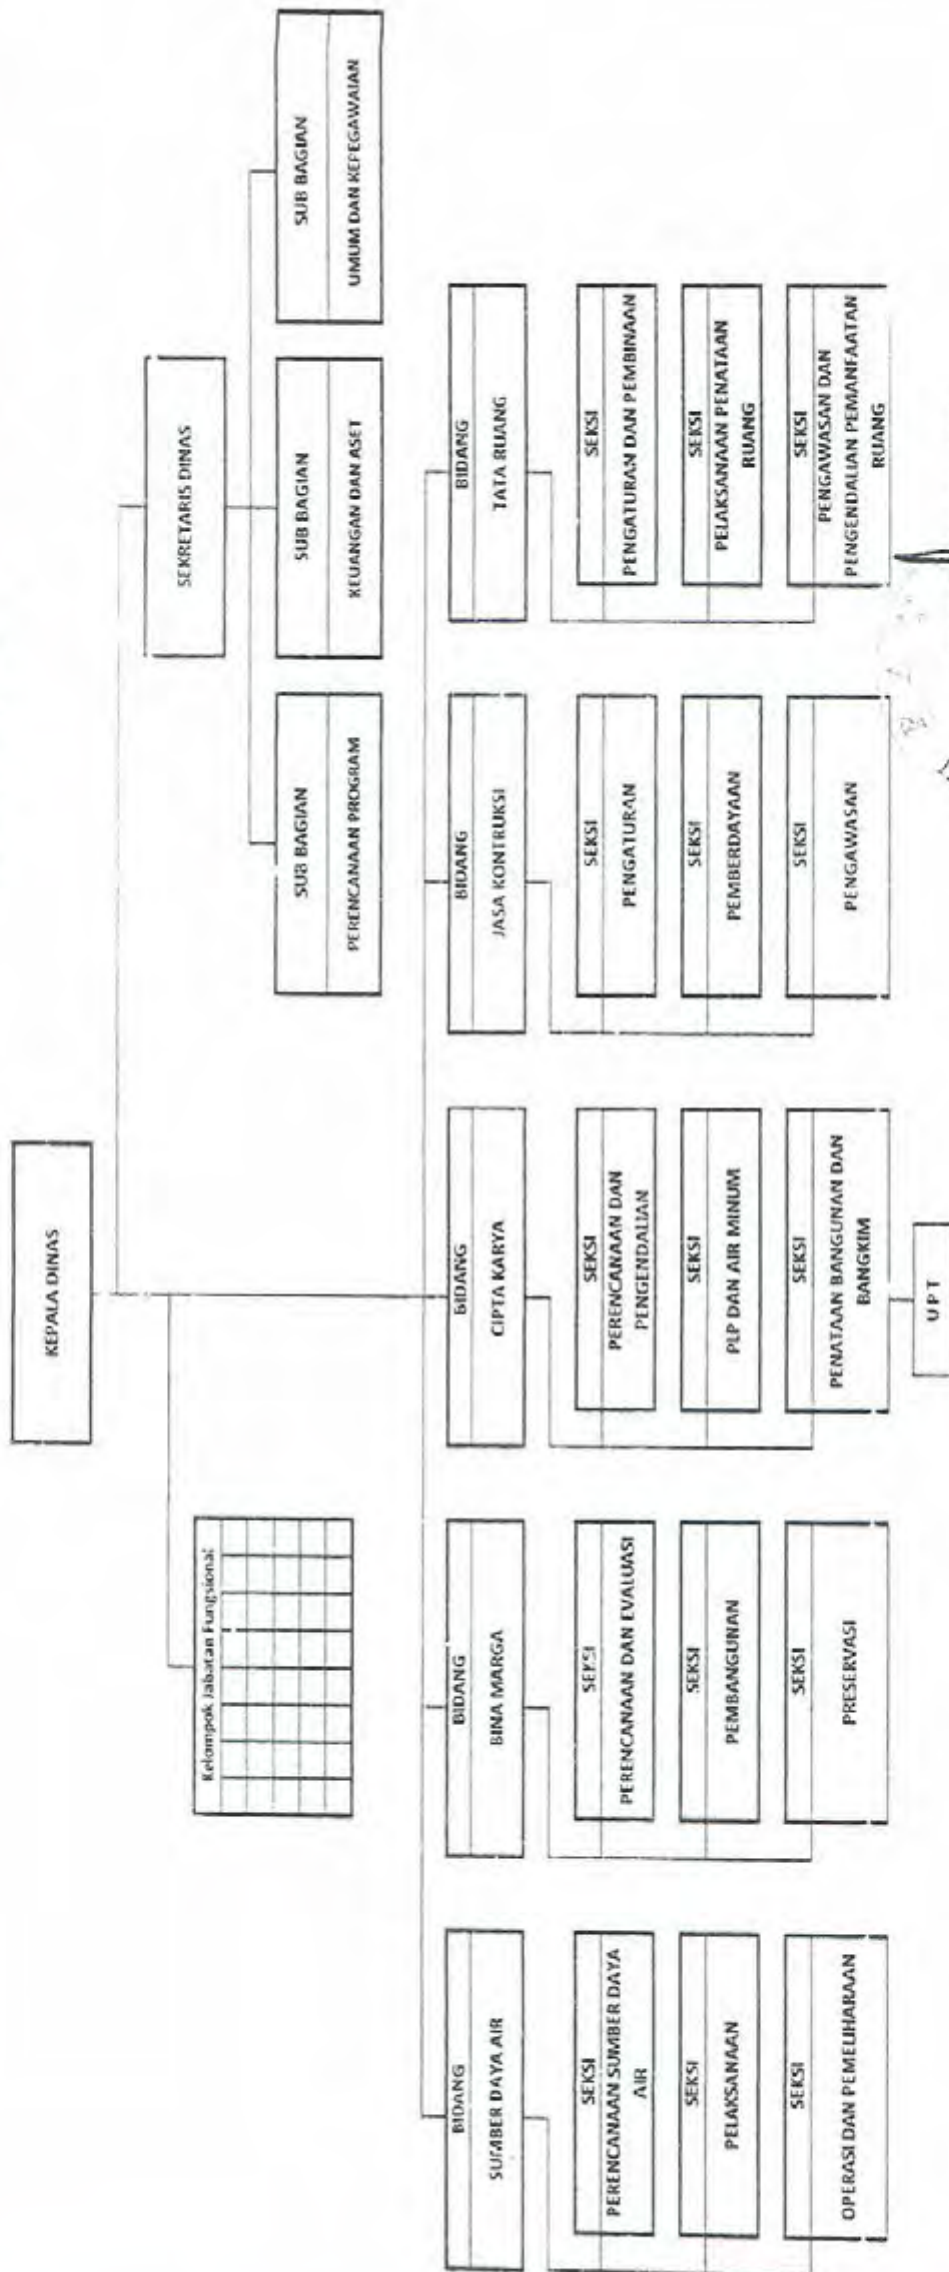 KEPALA DINAS
SEKRETARIS DINAS
Kelompok Jabatan Fungsional
SUB BAGIAN
PERENCANAAN PROGRAM
SUB BAGIAN
KEUANGAN DAN ASET
SUB BAGIAN
UMUM DAN KEPEGAWAIAN
BIDANG
SUMBER DAYA AIR
SEKSI
PERENCANAAN SUMBER DAYA
AIR
SEKSI
PELAKSANAAN
SEKSI
OPERASI DAN PEMELIHARAAN
BIDANG
BINA MARGA
SEKSI
PERENCANAAN DAN EVALUASI
SEKSI
PEMBANGUNAN
SEKSI
PRESERVASI
BIDANG
CIPTA KARYA
SEKSI
PERENCANAAN DAN
PENGENDALIAN
SEKSI
PLP DAN AIR MINUM
SEKSI
PENATAAN BANGUNAN DAN
BANGKIM
UPT
BIDANG
JASA KONTRUKSI
SEKSI
PENGATURAN
SEKSI
PEMBERDAYAAN
SEKSI
PENGAWASAN
BIDANG
TATA RUANG
SEKSI
PENGATURAN DAN PEMBINAAN
SEKSI
PELAKSANAAN PENATAAN
RUANG
SEKSI
PENGAWASAN DAN
PENGENDALIAN PEMANFAATAN
RUANG